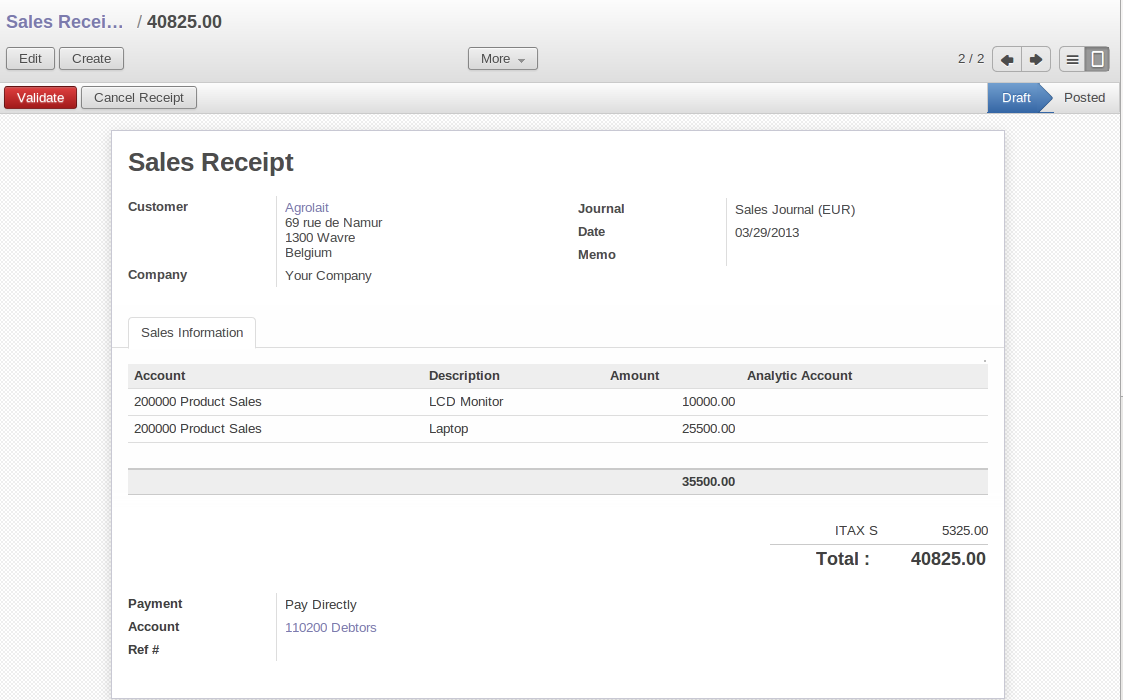 Sales Recei… / 40825.00
Edit Create More 2 / 2
Validate Cancel Receipt Draft Posted
Sales Receipt
Customer Agrolait
69 rue de Namur
1300 Wavre
Belgium
Company Your Company
Journal Sales Journal (EUR)
Date 03/29/2013
Memo
Sales Information
Account Description Amount Analytic Account
200000 Product Sales LCD Monitor 10000.00
200000 Product Sales Laptop 25500.00
35500.00
ITAX S 5325.00
Total : 40825.00
Payment Pay Directly
Account 110200 Debtors
Ref #